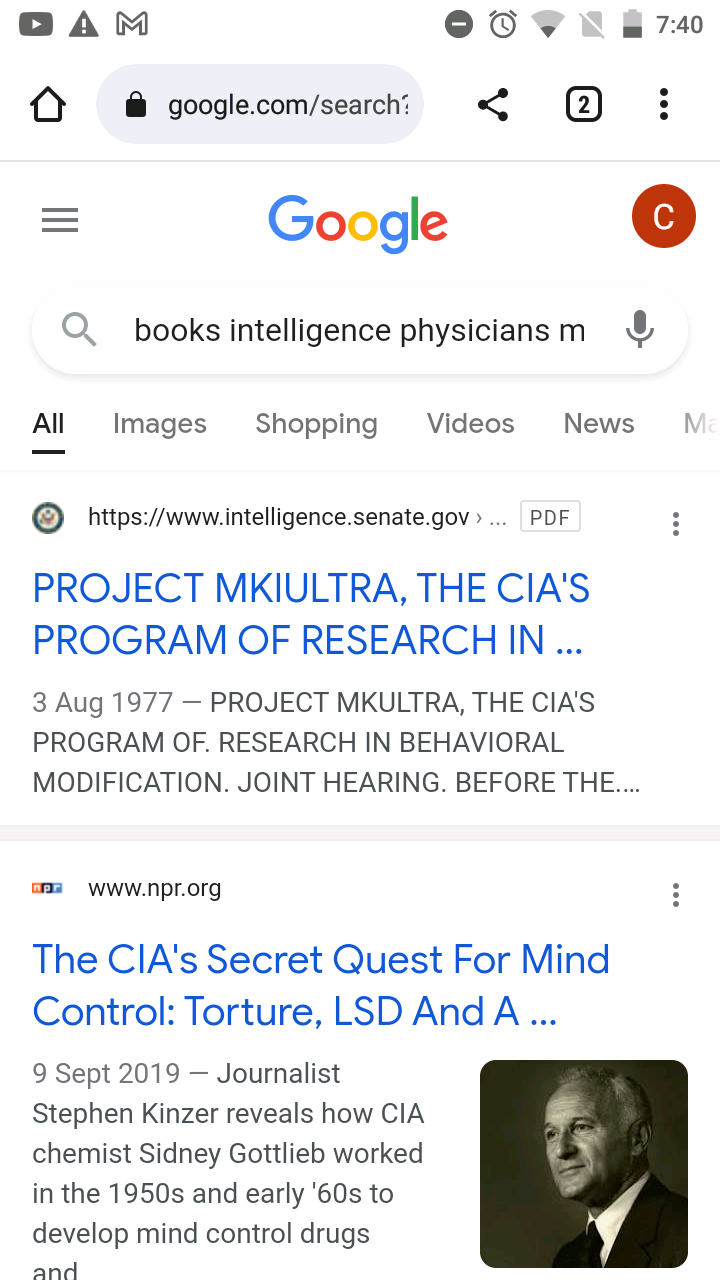 7:40
google.com/search?
2
Google
C
books intelligence physicians m
All Images Shopping Videos News Ma
https://www.intelligence.senate.gov › ... PDF
PROJECT MKIULTRA, THE CIA'S
PROGRAM OF RESEARCH IN ...
3 Aug 1977 — PROJECT MKULTRA, THE CIA'S
PROGRAM OF. RESEARCH IN BEHAVIORAL
MODIFICATION. JOINT HEARING. BEFORE THE....
npr www.npr.org
The CIA's Secret Quest For Mind
Control: Torture, LSD And A ...
9 Sept 2019 — Journalist
Stephen Kinzer reveals how CIA
chemist Sidney Gottlieb worked
in the 1950s and early '60s to
develop mind control drugs
and